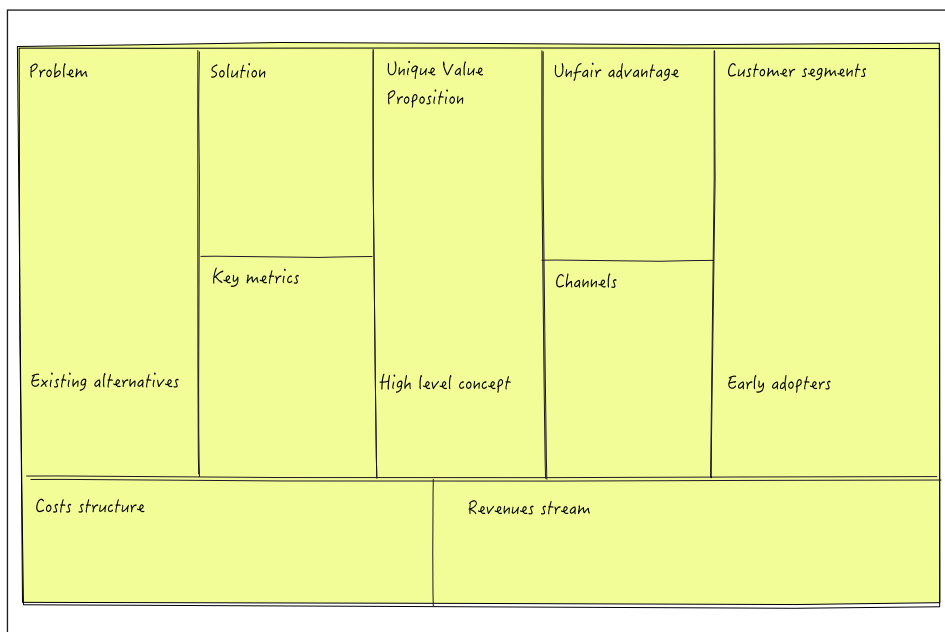 Problem
Existing alternatives
Solution
Key metrics
Unique Value
Proposition
High level concept
Unfair advantage
Channels
Customer segments
Early adopters
Costs structure
Revenues stream